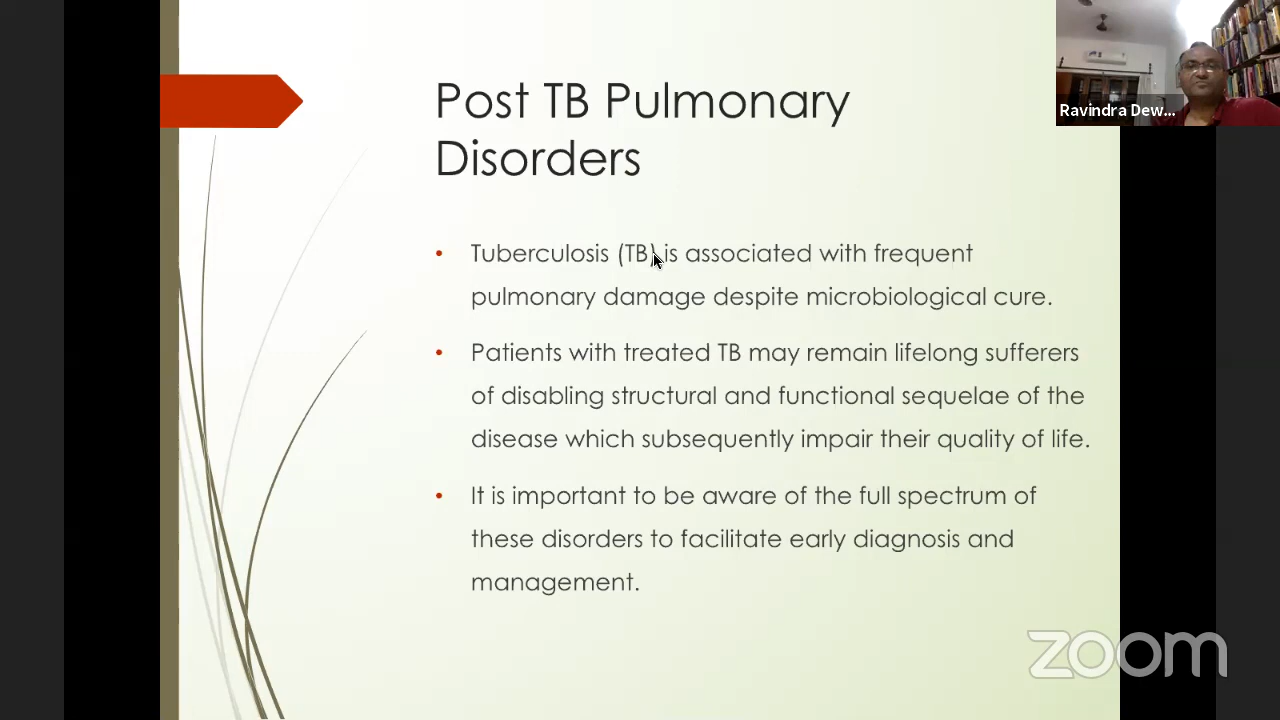 Post TB Pulmonary
Disorders
Ravindra Dew...
• Tuberculosis (TB) is associated with frequent
pulmonary damage despite microbiological cure.
• Patients with treated TB may remain lifelong sufferers
of disabling structural and functional sequelae of the
disease which subsequently impair their quality of life.
• It is important to be aware of the full spectrum of
these disorders to facilitate early diagnosis and
management.
zoom